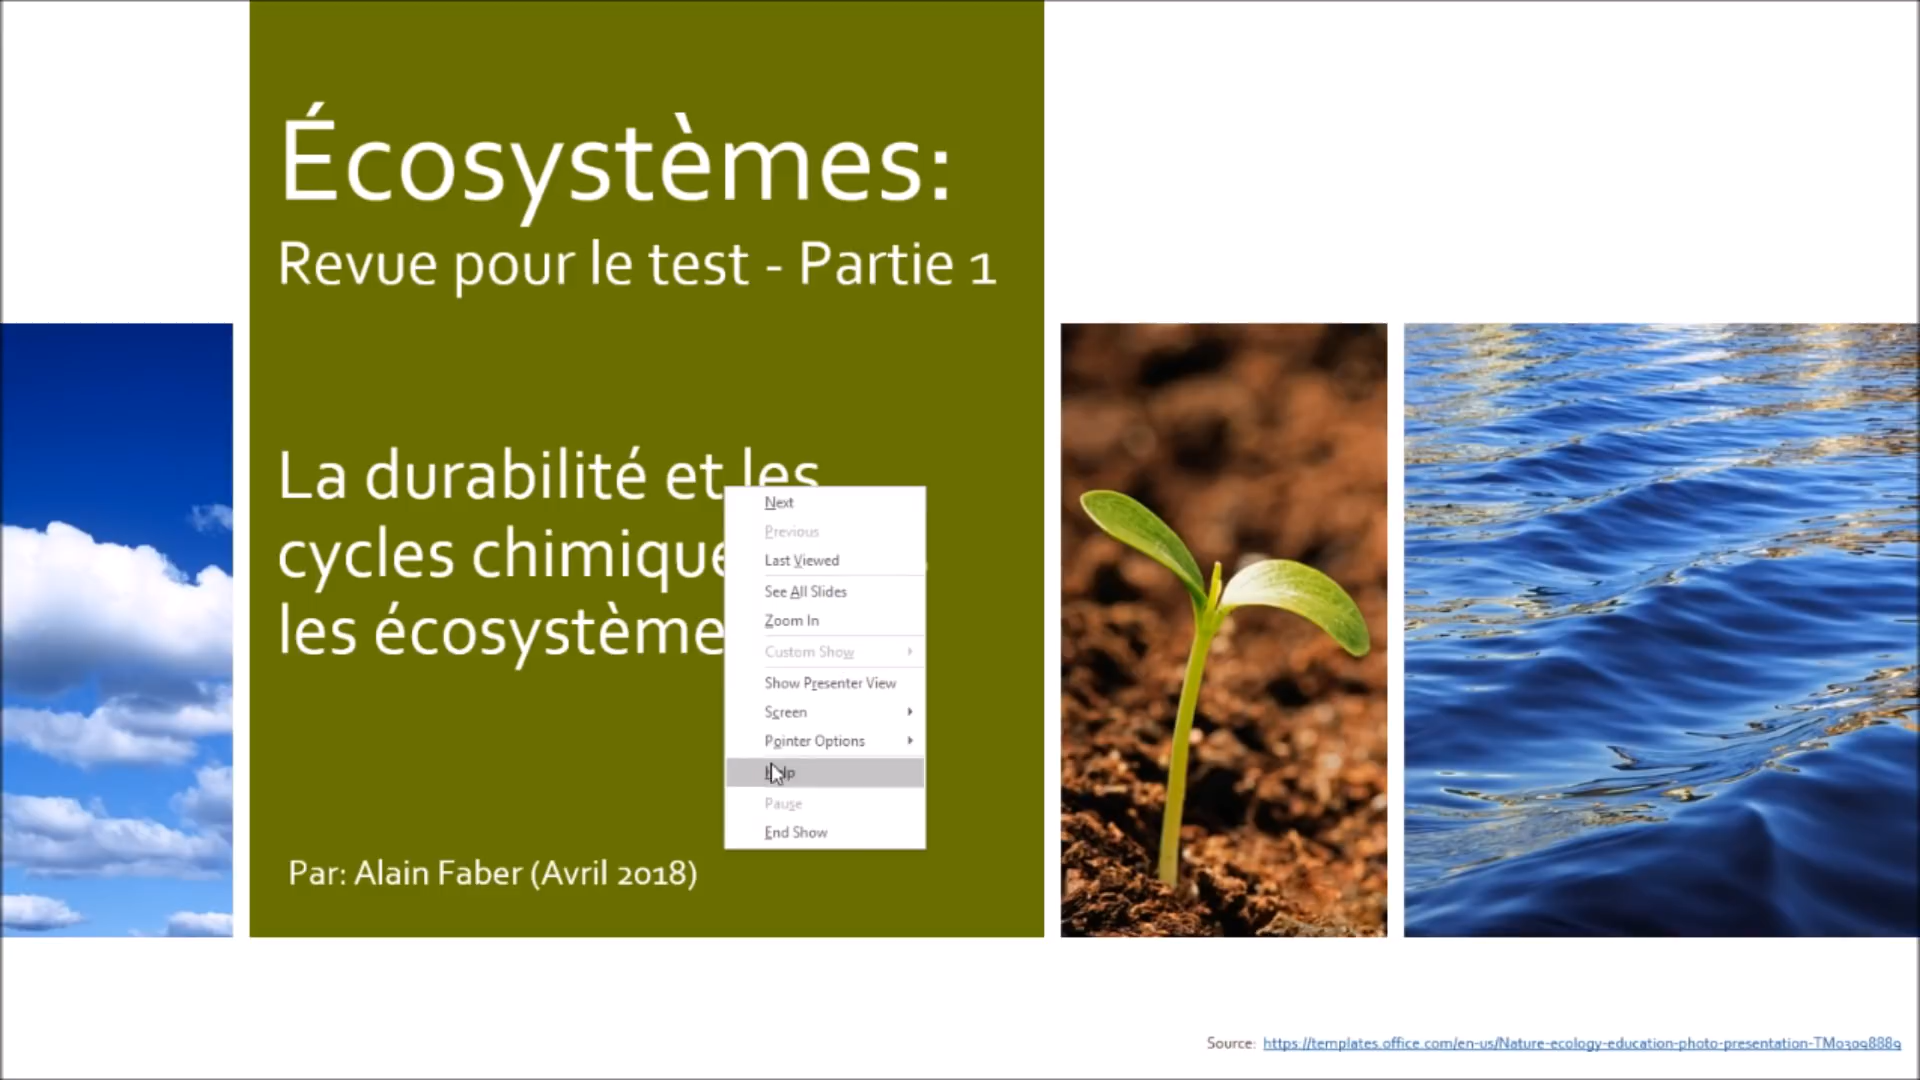 Écosystèmes:
Revue pour le test - Partie 1
La durabilité et les
cycles chimique
les écosystème
Next
Previous
Last Viewed
See All Slides
Zoom In
Custom Show
Show Presenter View
Screen
Pointer Options
Help
Pause
End Show
Par: Alain Faber (Avril 2018)
Source: https://templates.office.com/en-us/Nature-ecology-education-photo-presentation-TM03098889